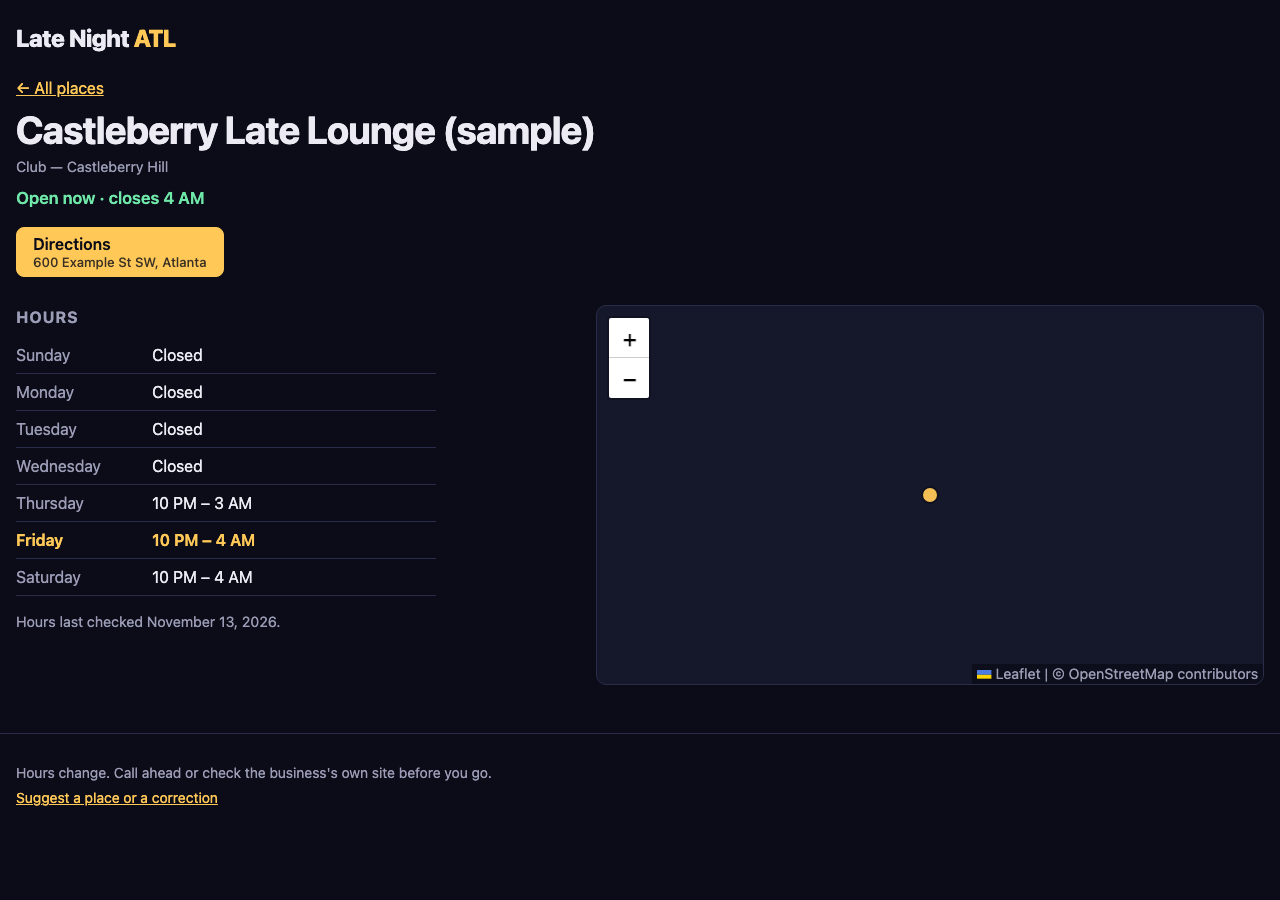 Late Night ATL
← All places
Castleberry Late Lounge (sample)
Club — Castleberry Hill
Open now · closes 4 AM
Directions
600 Example St SW, Atlanta
HOURS
Sunday Closed
Monday Closed
Tuesday Closed
Wednesday Closed
Thursday 10 PM – 3 AM
Friday 10 PM – 4 AM
Saturday 10 PM – 4 AM
Hours last checked November 13, 2026.
+
−
Leaflet | © OpenStreetMap contributors
Hours change. Call ahead or check the business's own site before you go.
Suggest a place or a correction